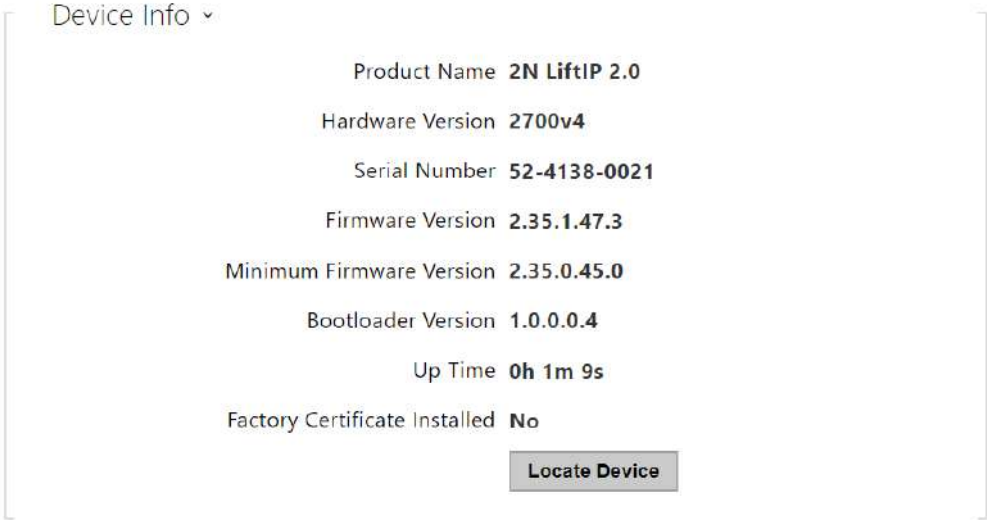 Device Info
Product Name 2N LiftIP 2.0
Hardware Version 2700v4
Serial Number 52-4138-0021
Firmware Version 2.35.1.47.3
Minimum Firmware Version 2.35.0.45.0
Bootloader Version 1.0.0.0.4
Up Time 0h 1m 9s
Factory Certificate Installed No
Locate Device